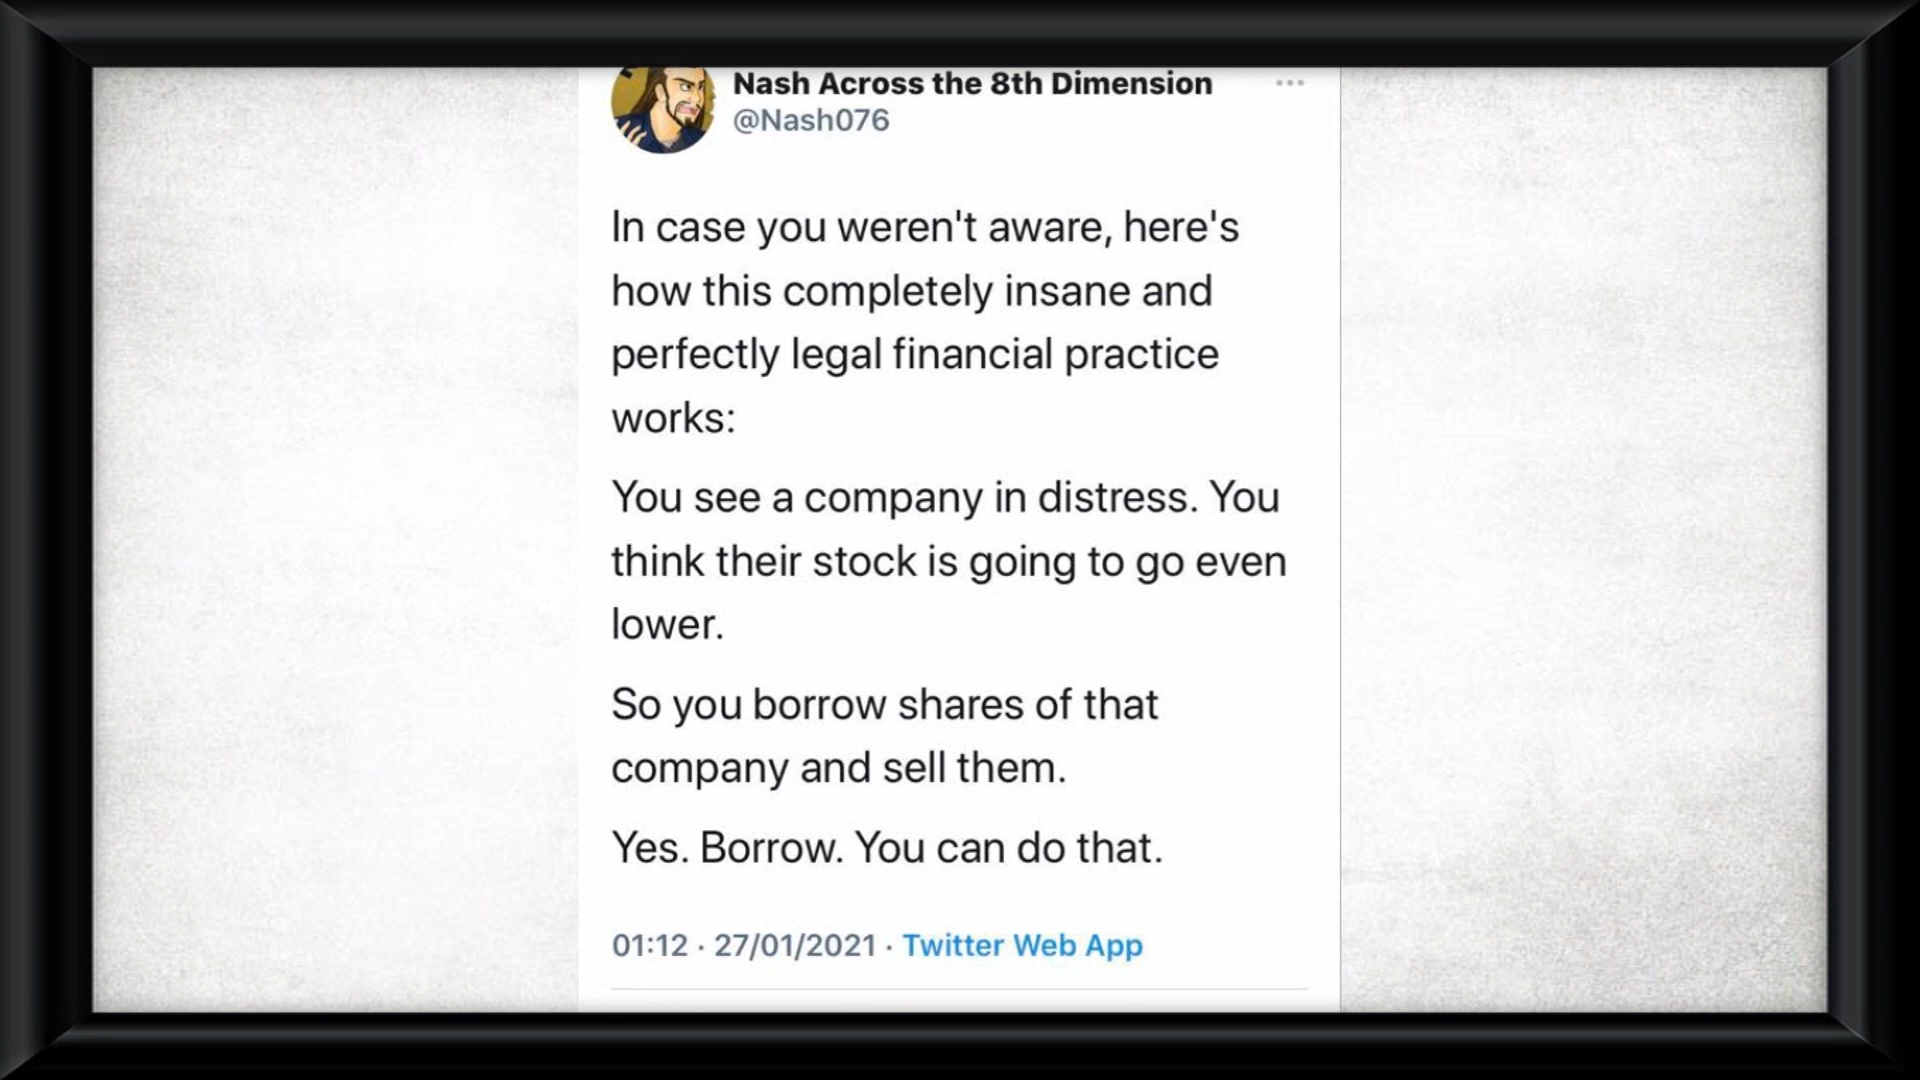 Nash Across the 8th Dimension
@Nash076
In case you weren't aware, here's
how this completely insane and
perfectly legal financial practice
works:
You see a company in distress. You
think their stock is going to go even
lower.
So you borrow shares of that
company and sell them.
Yes. Borrow. You can do that.
01:12 · 27/01/2021 · Twitter Web App